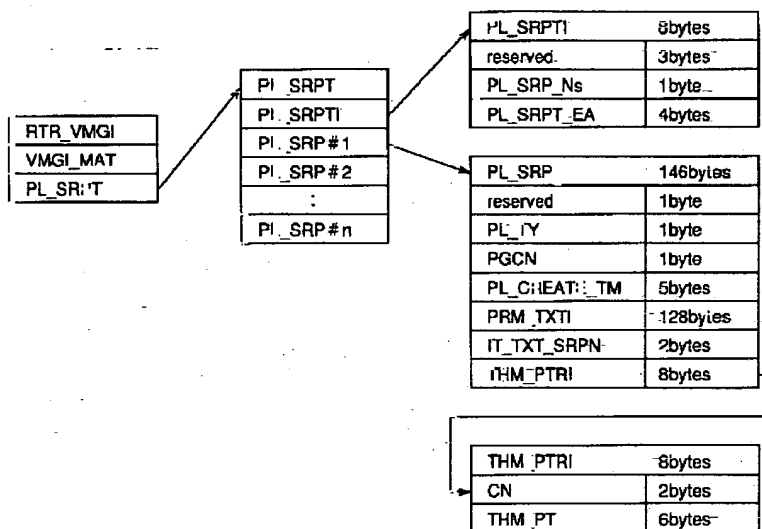 RTR_VMGI
VMGI_MAT
PL_SRPT
PL_SRPT
PL_SRPTI
PL_SRP#1
PL_SRP#2
:
PL_SRP#n
PL_SRPTI 8bytes
reserved 3bytes
PL_SRP_Ns 1byte
PL_SRPT_EA 4bytes
PL_SRP 146bytes
reserved 1byte
PL_TY 1byte
PGCN 1byte
PL_CREATE_TM 5bytes
PRM_TXTI 128bytes
IT_TXT_SRPN 2bytes
THM_PTRI 8bytes
THM_PTRI 8bytes
CN 2bytes
THM_PT 6bytes